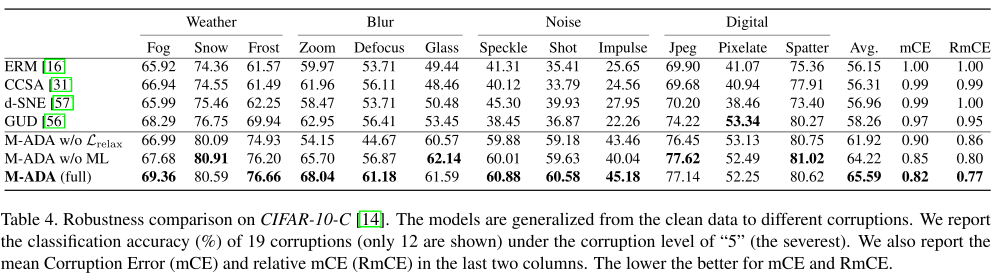 Weather Blur Noise Digital
Fog Snow Frost Zoom Defocus Glass Speckle Shot Impulse Jpeg Pixelate Spatter Avg. mCE RmCE
ERM [16] 65.92 74.36 61.57 59.97 53.71 49.44 41.31 35.41 25.65 69.90 41.07 75.36 56.15 1.00 1.00
CCSA [31] 66.94 74.55 61.49 61.96 56.11 48.46 40.12 33.79 24.56 69.68 40.94 77.91 56.31 0.99 0.99
d-SNE [57] 65.99 75.46 62.25 58.47 53.71 50.48 45.30 39.93 27.95 70.20 38.46 73.40 56.96 0.99 1.00
GUD [56] 68.29 76.75 69.94 62.95 56.41 53.45 38.45 36.87 22.26 74.22 53.34 80.27 58.26 0.97 0.95
M-ADA w/o ℒrelax 66.99 80.09 74.93 54.15 44.67 60.57 59.88 59.18 43.46 76.45 53.13 80.75 61.92 0.90 0.86
M-ADA w/o ML 67.68 80.91 76.20 65.70 56.87 62.14 60.01 59.63 40.04 77.62 52.49 81.02 64.22 0.85 0.80
M-ADA (full) 69.36 80.59 76.66 68.04 61.18 61.59 60.88 60.58 45.18 77.14 52.25 80.62 65.59 0.82 0.77
Table 4. Robustness comparison on CIFAR-10-C [14]. The models are generalized from the clean data to different corruptions. We report
the classification accuracy (%) of 19 corruptions (only 12 are shown) under the corruption level of “5” (the severest). We also report the
mean Corruption Error (mCE) and relative mCE (RmCE) in the last two columns. The lower the better for mCE and RmCE.